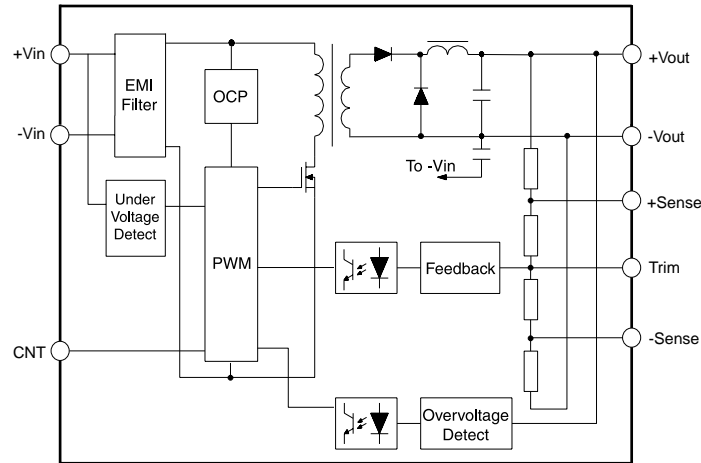 +Vin
EMI
Filter
OCP
+Vout
-Vin
-Vout
To -Vin
Under
Voltage
Detect
+Sense
PWM
Feedback
Trim
CNT
-Sense
Overvoltage
Detect